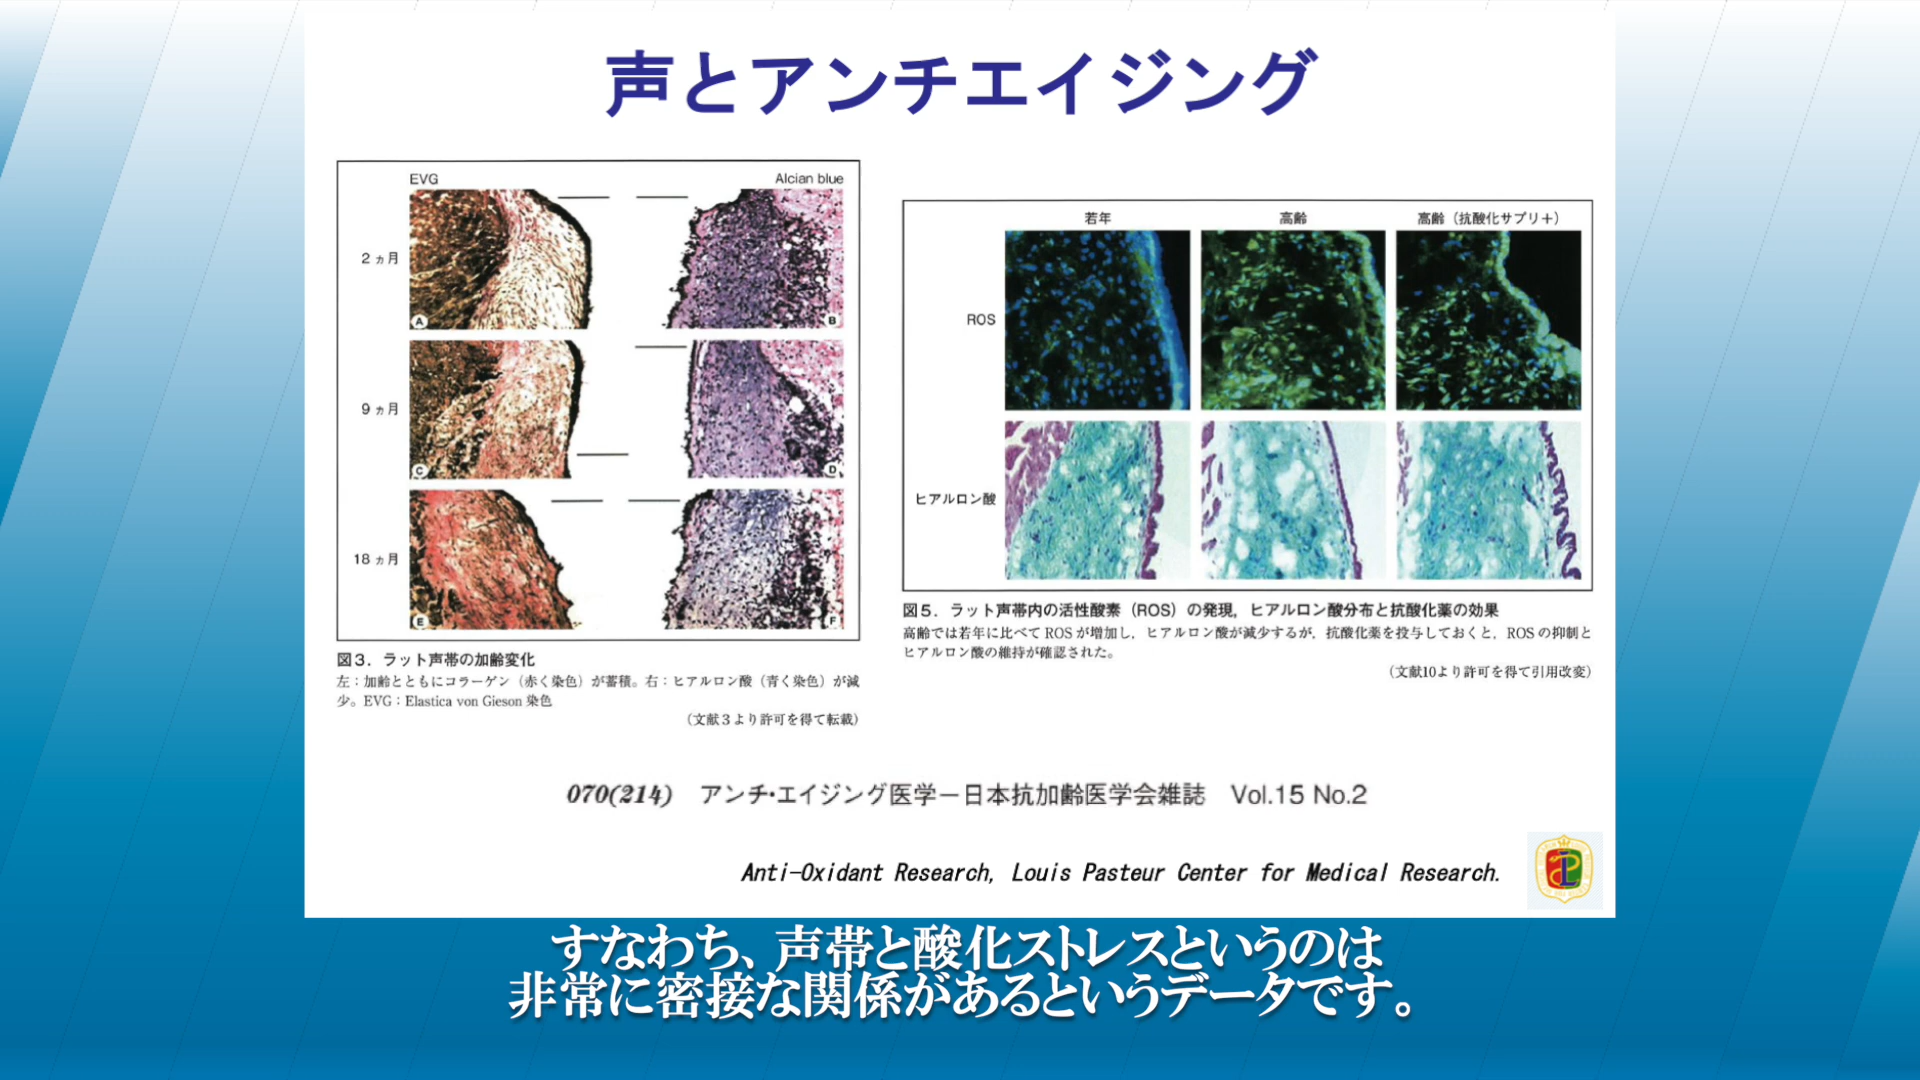 声とアンチエイジング
EVG
Alcian blue
2ヵ月
A
B
9ヵ月
C
D
18ヵ月
E
F
図3．ラット声帯の加齢変化
左：加齢とともにコラーゲン（赤く染色）が蓄積。右：ヒアルロン酸（青く染色）が減
少。EVG：Elastica von Gieson 染色
（文献3より許可を得て転載）
若年
高齢
高齢（抗酸化サプリ＋）
ROS
ヒアルロン酸
図5．ラット声帯内の活性酸素（ROS）の発現，ヒアルロン酸分布と抗酸化薬の効果
高齢では若年に比べて ROS が増加し，ヒアルロン酸が減少するが，抗酸化薬を投与しておくと，ROS の抑制と
ヒアルロン酸の維持が確認された。
（文献10より許可を得て引用改変）
070(214) アンチ・エイジング医学－日本抗加齢医学会雑誌 Vol.15 No.2
Anti-Oxidant Research, Louis Pasteur Center for Medical Research.
すなわち、声帯と酸化ストレスというのは
非常に密接な関係があるというデータです。